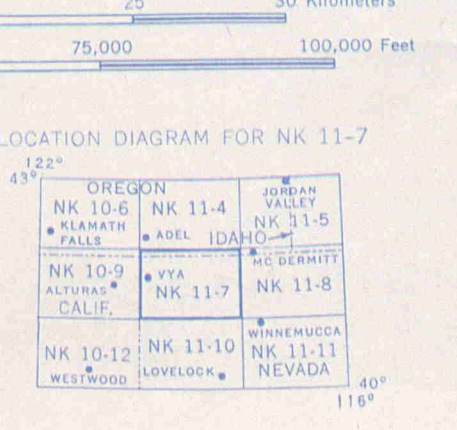 25 30 Kilometers
75,000 100,000 Feet
LOCATION DIAGRAM FOR NK 11-7
122°
43°
OREGON
NK 10-6
KLAMATH
FALLS
NK 11-4
ADEL
JORDAN
VALLEY
NK 11-5
IDAHO
NK 10-9
ALTURAS
CALIF.
VYA
NK 11-7
MC DERMITT
NK 11-8
NK 10-12
WESTWOOD
NK 11-10
LOVELOCK
WINNEMUCCA
NK 11-11
NEVADA
40°
116°